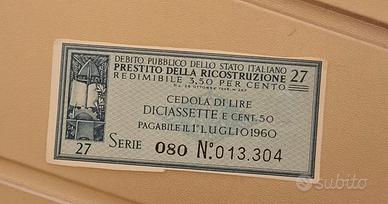 DEBITO PUBBLICO DELLO STATO ITALIANO
PRESTITO DELLA RICOSTRUZIONE 27
REDIMIBILE 3,50 PER CENTO
CEDOLA DI LIRE
DICIASSETTE E CENT. 50
PAGABILE IL 1° LUGLIO 1960
27 SERIE 080 N° 013.304
subito